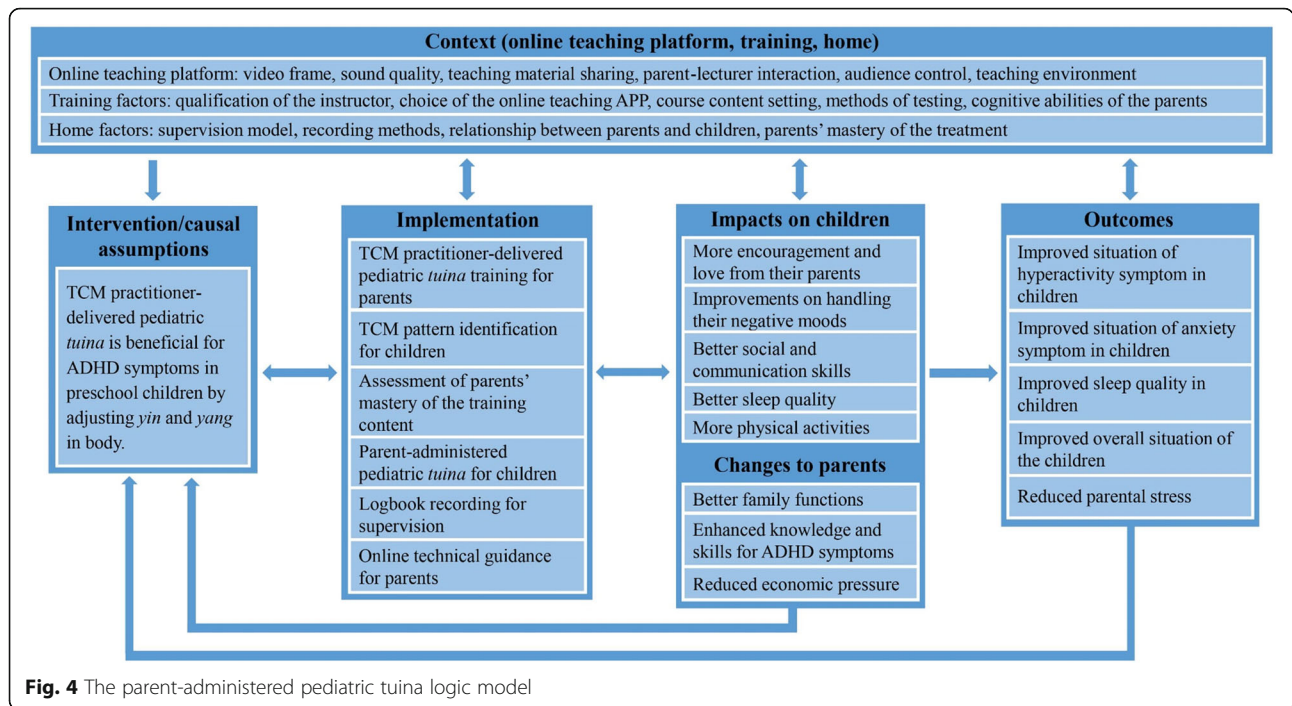 Context (online teaching platform, training, home)
Online teaching platform: video frame, sound quality, teaching material sharing, parent-lecturer interaction, audience control, teaching environment
Training factors: qualification of the instructor, choice of the online teaching APP, course content setting, methods of testing, cognitive abilities of the parents
Home factors: supervision model, recording methods, relationship between parents and children, parents' mastery of the treatment
Intervention/causal
assumptions
TCM practitioner-
delivered pediatric
tuina is beneficial for
ADHD symptoms in
preschool children by
adjusting yin and yang
in body.
Implementation
TCM practitioner-delivered
pediatric tuina training for
parents
TCM pattern identification
for children
Assessment of parents'
mastery of the training
content
Parent-administered
pediatric tuina for children
Logbook recording for
supervision
Online technical guidance
for parents
Impacts on children
More encouragement and
love from their parents
Improvements on handling
their negative moods
Better social and
communication skills
Better sleep quality
More physical activities
Changes to parents
Better family functions
Enhanced knowledge and
skills for ADHD symptoms
Reduced economic pressure
Outcomes
Improved situation of
hyperactivity symptom in
children
Improved situation of anxiety
symptom in children
Improved sleep quality in
children
Improved overall situation of
the children
Reduced parental stress
Fig. 4 The parent-administered pediatric tuina logic model